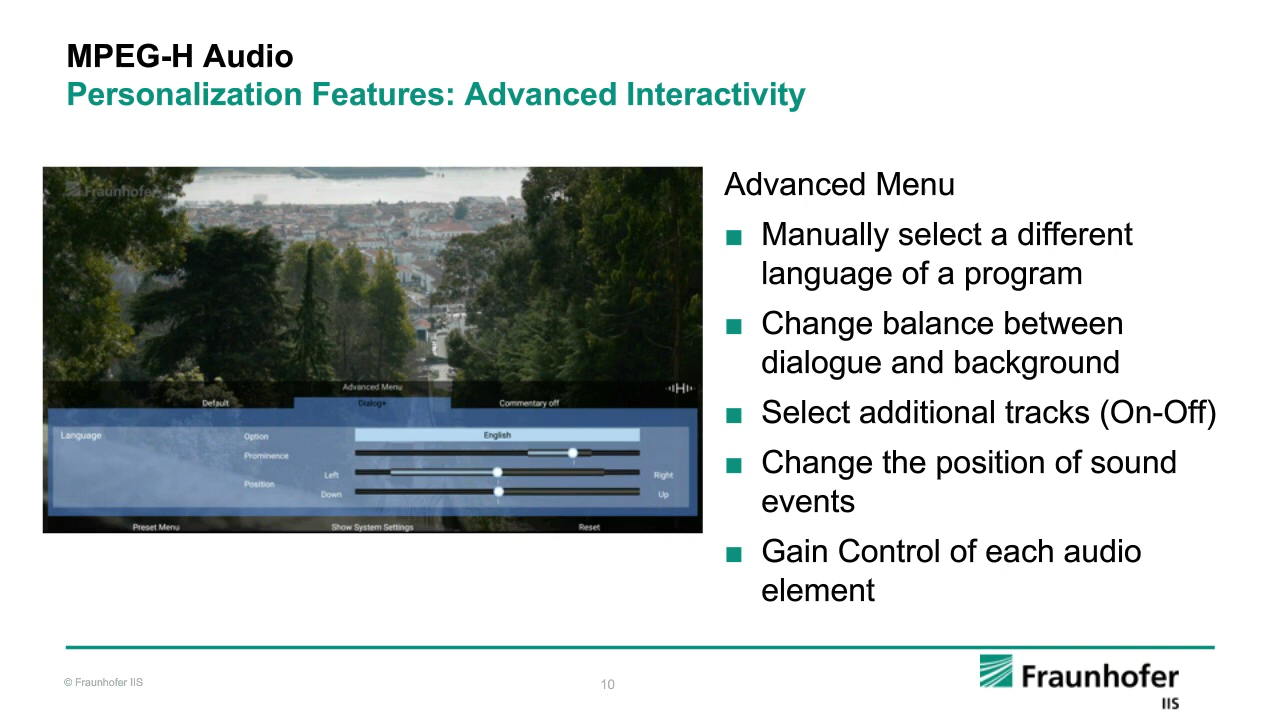 MPEG-H Audio
Personalization Features: Advanced Interactivity
Fraunhofer
Advanced Menu
H
Default
Dialog+
Commentary off
Language
Option
English
Prominence
Left
Right
Position
Down
Up
Preset Menu
Show System Settings
Reset
Advanced Menu
Manually select a different
language of a program
Change balance between
dialogue and background
Select additional tracks (On-Off)
Change the position of sound
events
Gain Control of each audio
element
© Fraunhofer IIS
10
Fraunhofer
IIS